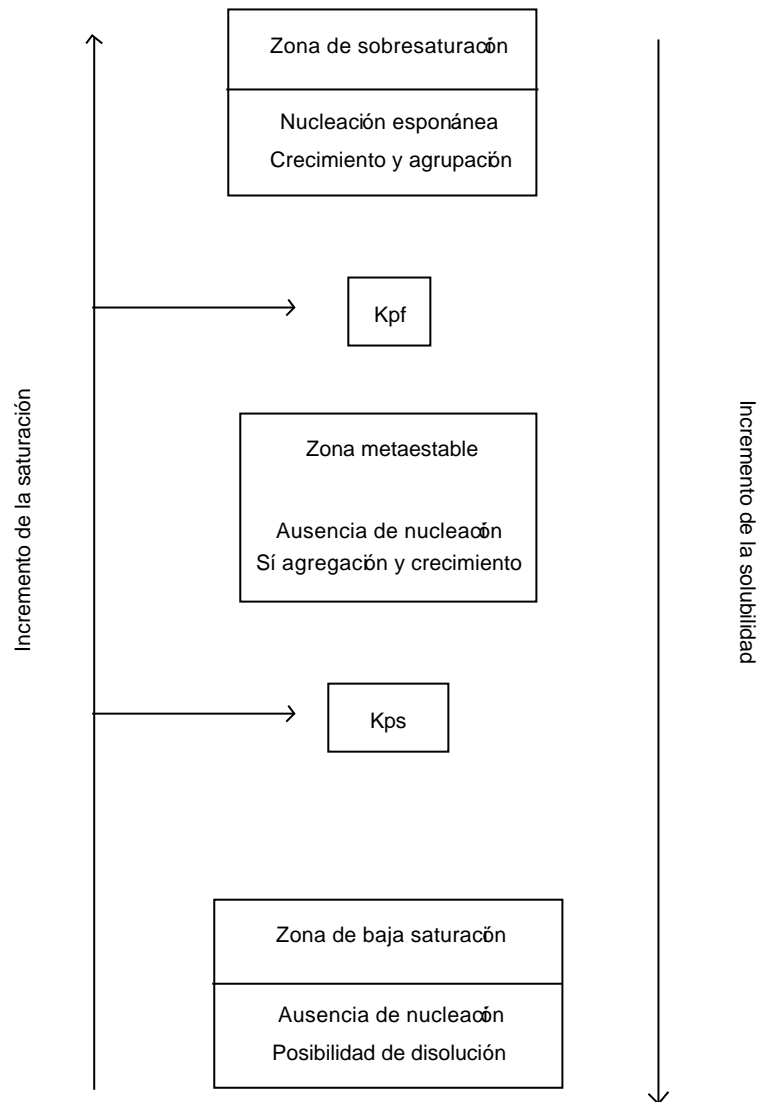 Zona de sobresaturación
Nucleación esponánea
Crecimiento y agrupación
Kpf
Incremento de la saturación
Zona metaestable
Ausencia de nucleación
Sí agregación y crecimiento
Incremento de la solubilidad
Kps
Zona de baja saturación
Ausencia de nucleación
Posibilidad de disolución